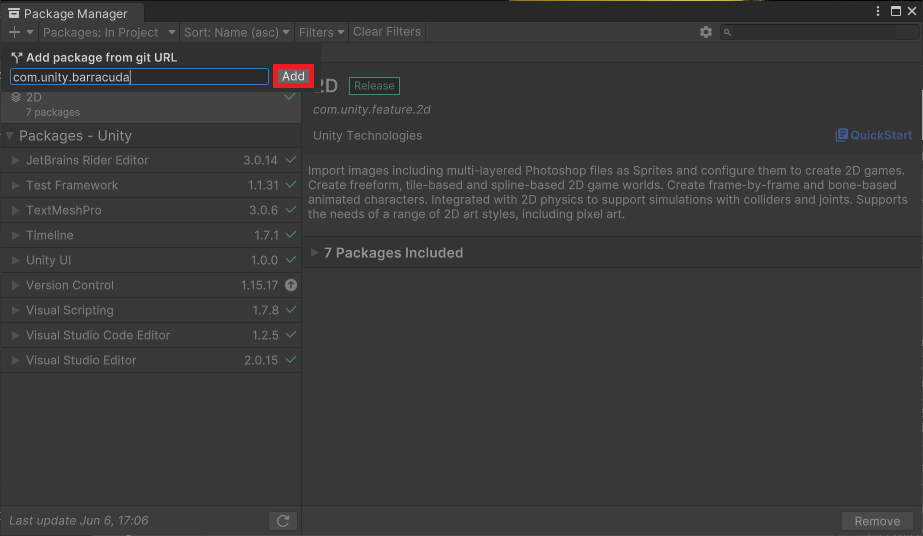 Package Manager
Packages: In Project Sort: Name (asc) Filters Clear Filters
Add package from git URL
com.unity.barracuda Add
2D
7 packages
Packages - Unity
JetBrains Rider Editor 3.0.14
Test Framework 1.1.31
TextMeshPro 3.0.6
Timeline 1.7.1
Unity UI 1.0.0
Version Control 1.15.17
Visual Scripting 1.7.8
Visual Studio Code Editor 1.2.5
Visual Studio Editor 2.0.15
Last update Jun 6, 17:06
2D Release
com.unity.feature.2d
Unity Technologies QuickStart
Import images including multi-layered Photoshop files as Sprites and configure them to create 2D games.
Create freeform, tile-based and spline-based 2D game worlds. Create frame-by-frame and bone-based
animated characters. Integrated with 2D physics to support simulations with colliders and joints. Supports
the needs of a range of 2D art styles, including pixel art.
7 Packages Included
Remove